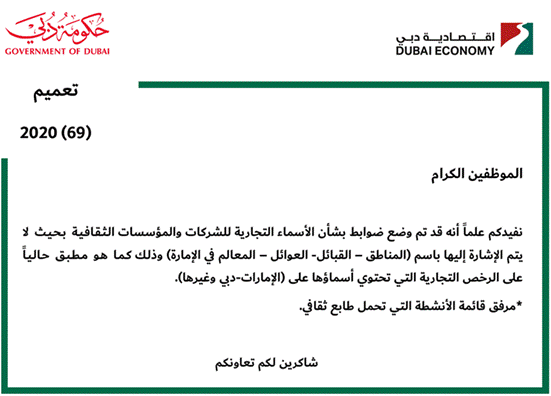 حكومة دبي
GOVERNMENT OF DUBAI
اقتصادية دبي
DUBAI ECONOMY
تعميم
2020 (69)
الموظفين الكرام
نفيدكم علماً أنه قد تم وضع ضوابط بشأن الأسماء التجارية للشركات والمؤسسات الثقافية بحيث لا
يتم الإشارة إليها باسم (المناطق – القبائل- العوائل – المعالم في الإمارة) وذلك كما هو مطبق حالياً
على الرخص التجارية التي تحتوي أسماؤها على (الإمارات-دبي وغيرها).
*مرفق قائمة الأنشطة التي تحمل طابع ثقافي.
شاكرين لكم تعاونكم